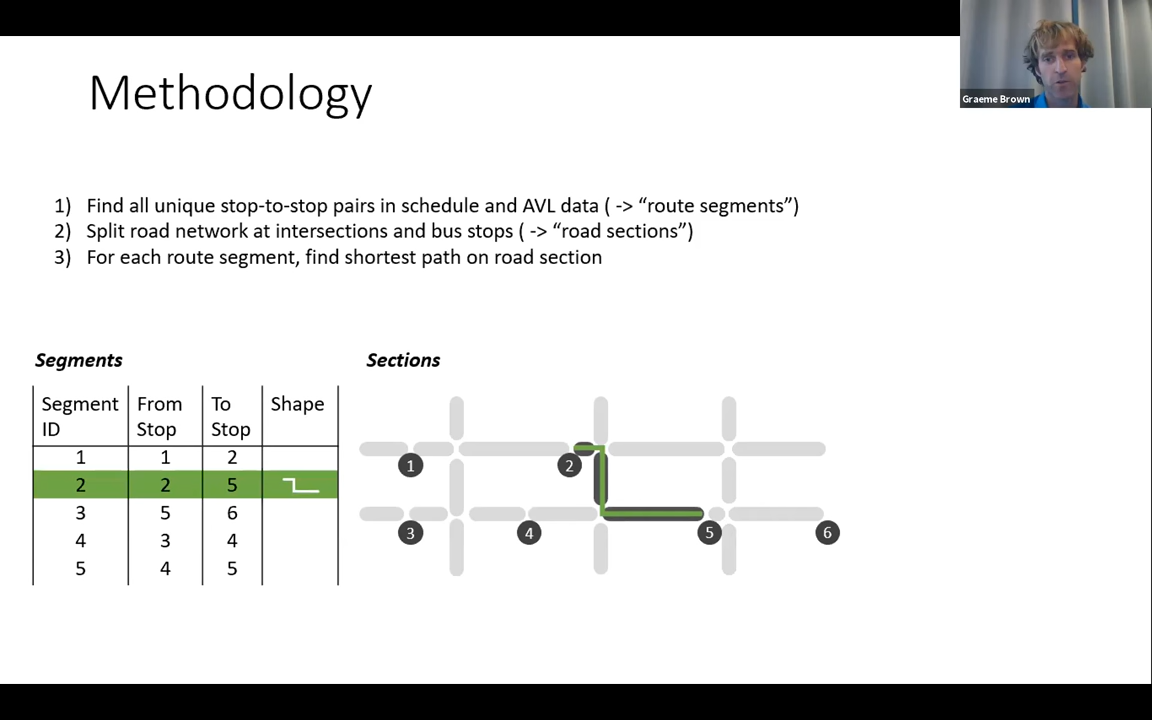 Graeme Brown
Methodology
1) Find all unique stop-to-stop pairs in schedule and AVL data ( -> “route segments”)
2) Split road network at intersections and bus stops ( -> “road sections”)
3) For each route segment, find shortest path on road section
Segments
Segment ID From Stop To Stop Shape
1 1 2
2 2 5
3 5 6
4 3 4
5 4 5
Sections
1 2
3 4 5 6